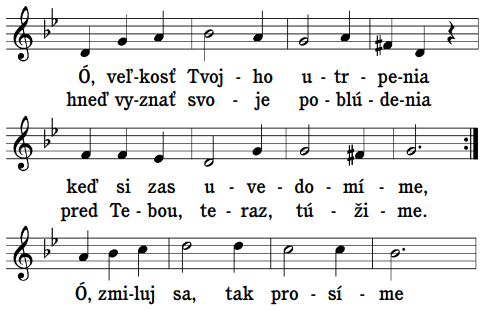 Ó, veľ-kosť Tvoj - ho u - tr - pe-nia
hneď vy-znať svo - je po - blú - de-nia
keď si zas u - ve - do - mí - me,
pred Te - bou, te - raz, tú - ži - me.
Ó, zmi-luj sa, tak pro - sí - me